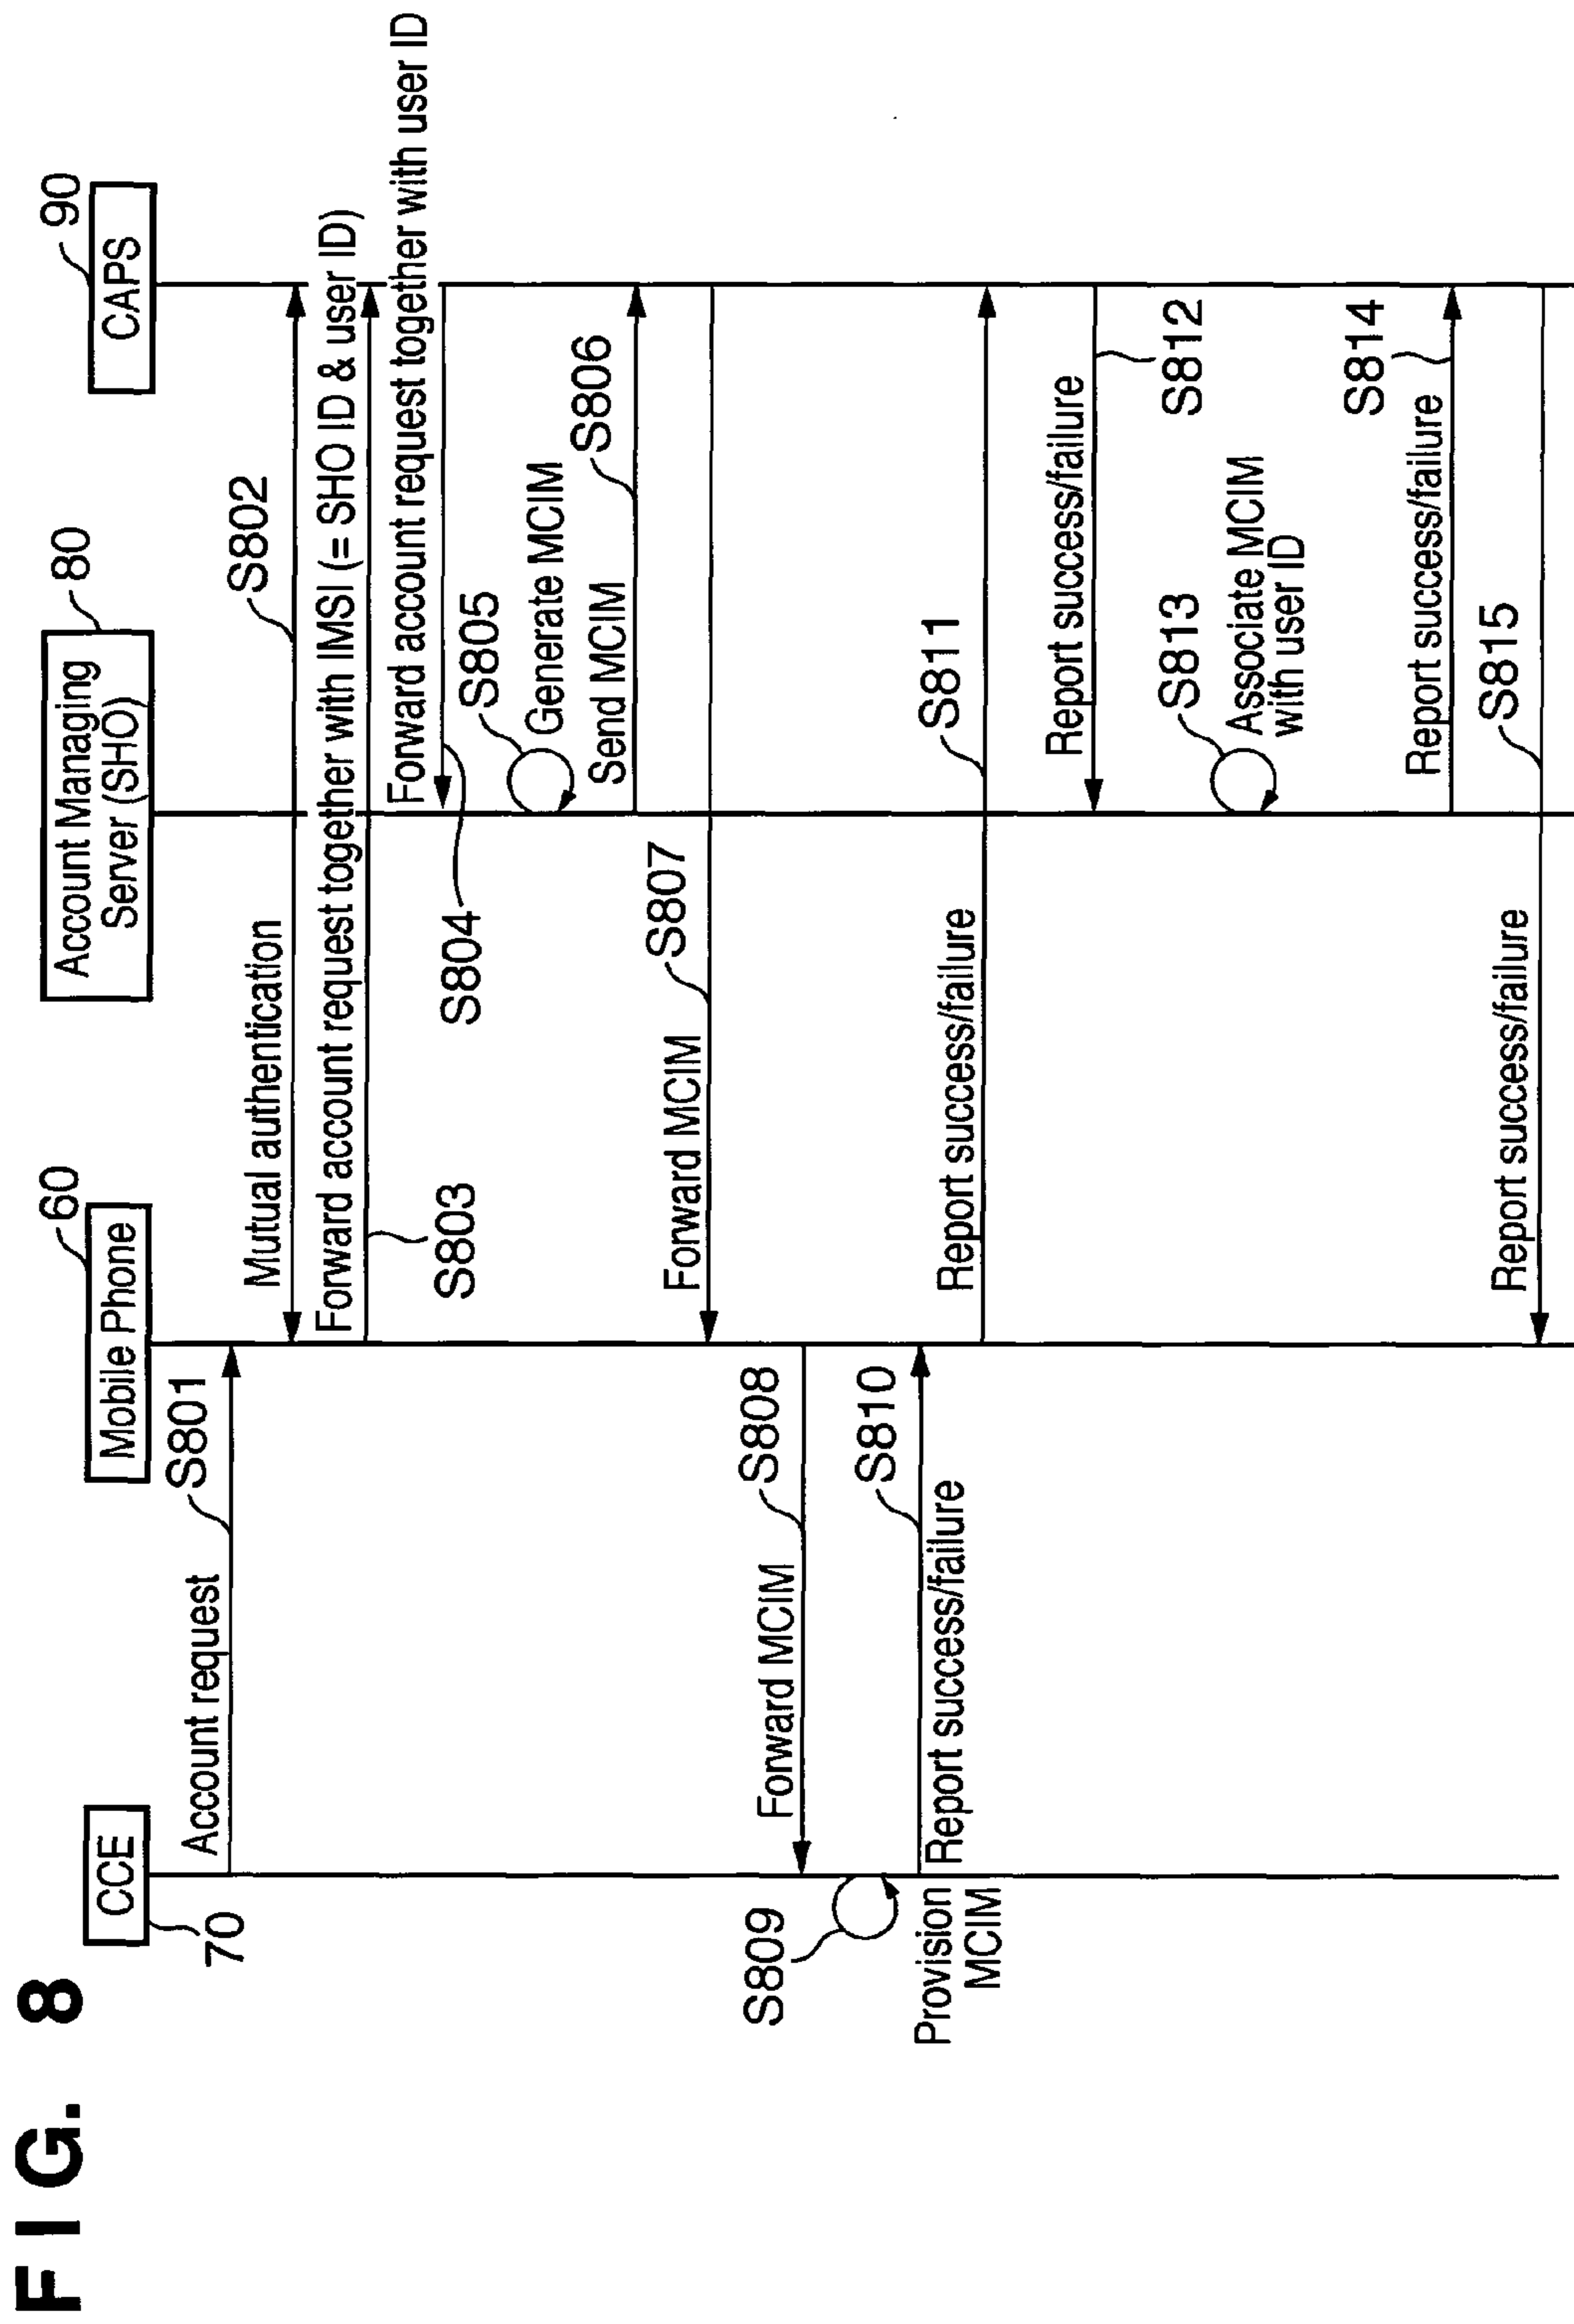 FIG. 8
CCE
70
Mobile Phone
60
Account Managing
Server (SHO)
80
CAPS
90
Account request
S801
Mutual authentication
S802
Forward account request together with IMSI (= SHO ID & user ID)
S803
Forward account request together with user ID
S804
S805
Generate MCIM
Send MCIM
S806
Forward MCIM
S807
Forward MCIM
S808
S809
Provision
MCIM
S810
Report success/failure
Report success/failure
S811
Report success/failure
S812
S813
Associate MCIM
with user ID
Report success/failure
S814
Report success/failure
S815